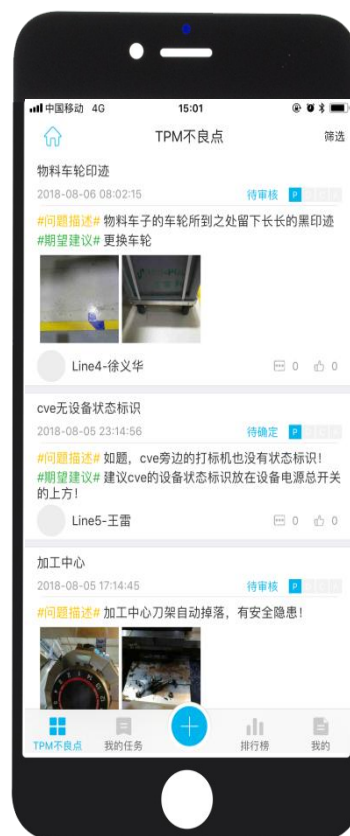 中国移动 4G 15:01
TPM不良点 筛选
物料车轮印迹
2018-08-06 08:02:15 待审核 P
#问题描述# 物料车子的车轮所到之处留下长长的黑印迹
#期望建议# 更换车轮
Line4-徐义华 0 0
cve无设备状态标识
2018-08-05 23:14:56 待确定 P
#问题描述# 如题，cve旁边的打标机也没有状态标识！
#期望建议# 建议cve的设备状态标识放在设备电源总开关
的上方！
Line5-王雷 0 0
加工中心
2018-08-05 17:14:45 待审核 P
#问题描述# 加工中心刀架自动掉落，有安全隐患！
TPM不良点 我的任务 排行榜 我的